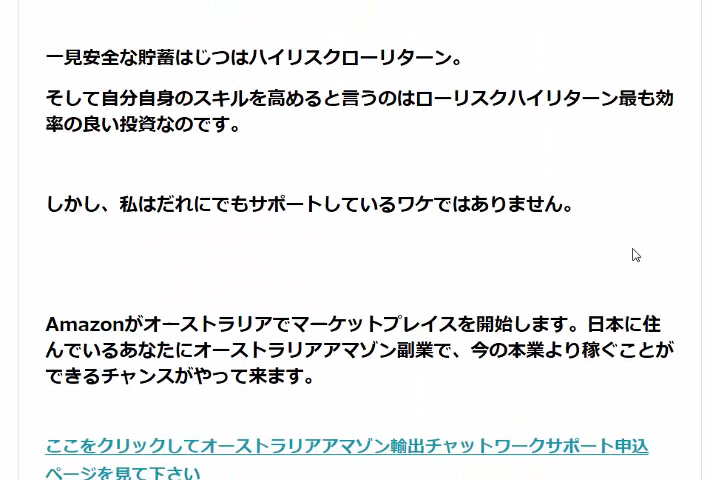 一見安全な貯蓄はじつはハイリスクローリターン。
そして自分自身のスキルを高めると言うのはローリスクハイリターン最も効
率の良い投資なのです。
しかし、私はだれにでもサポートしているワケではありません。
Amazonがオーストラリアでマーケットプレイスを開始します。日本に住
んでいるあなたにオーストラリアアマゾン副業で、今の本業より稼ぐことが
できるチャンスがやって来ます。
ここをクリックしてオーストラリアアマゾン輸出チャットワークサポート申込
ページを見て下さい